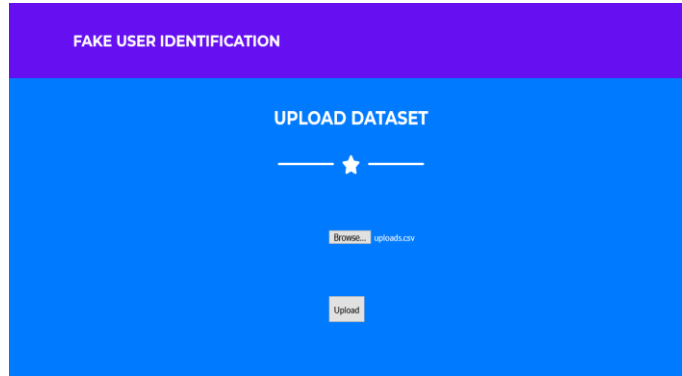 FAKE USER IDENTIFICATION
UPLOAD DATASET
Browse... uploads.csv
Upload